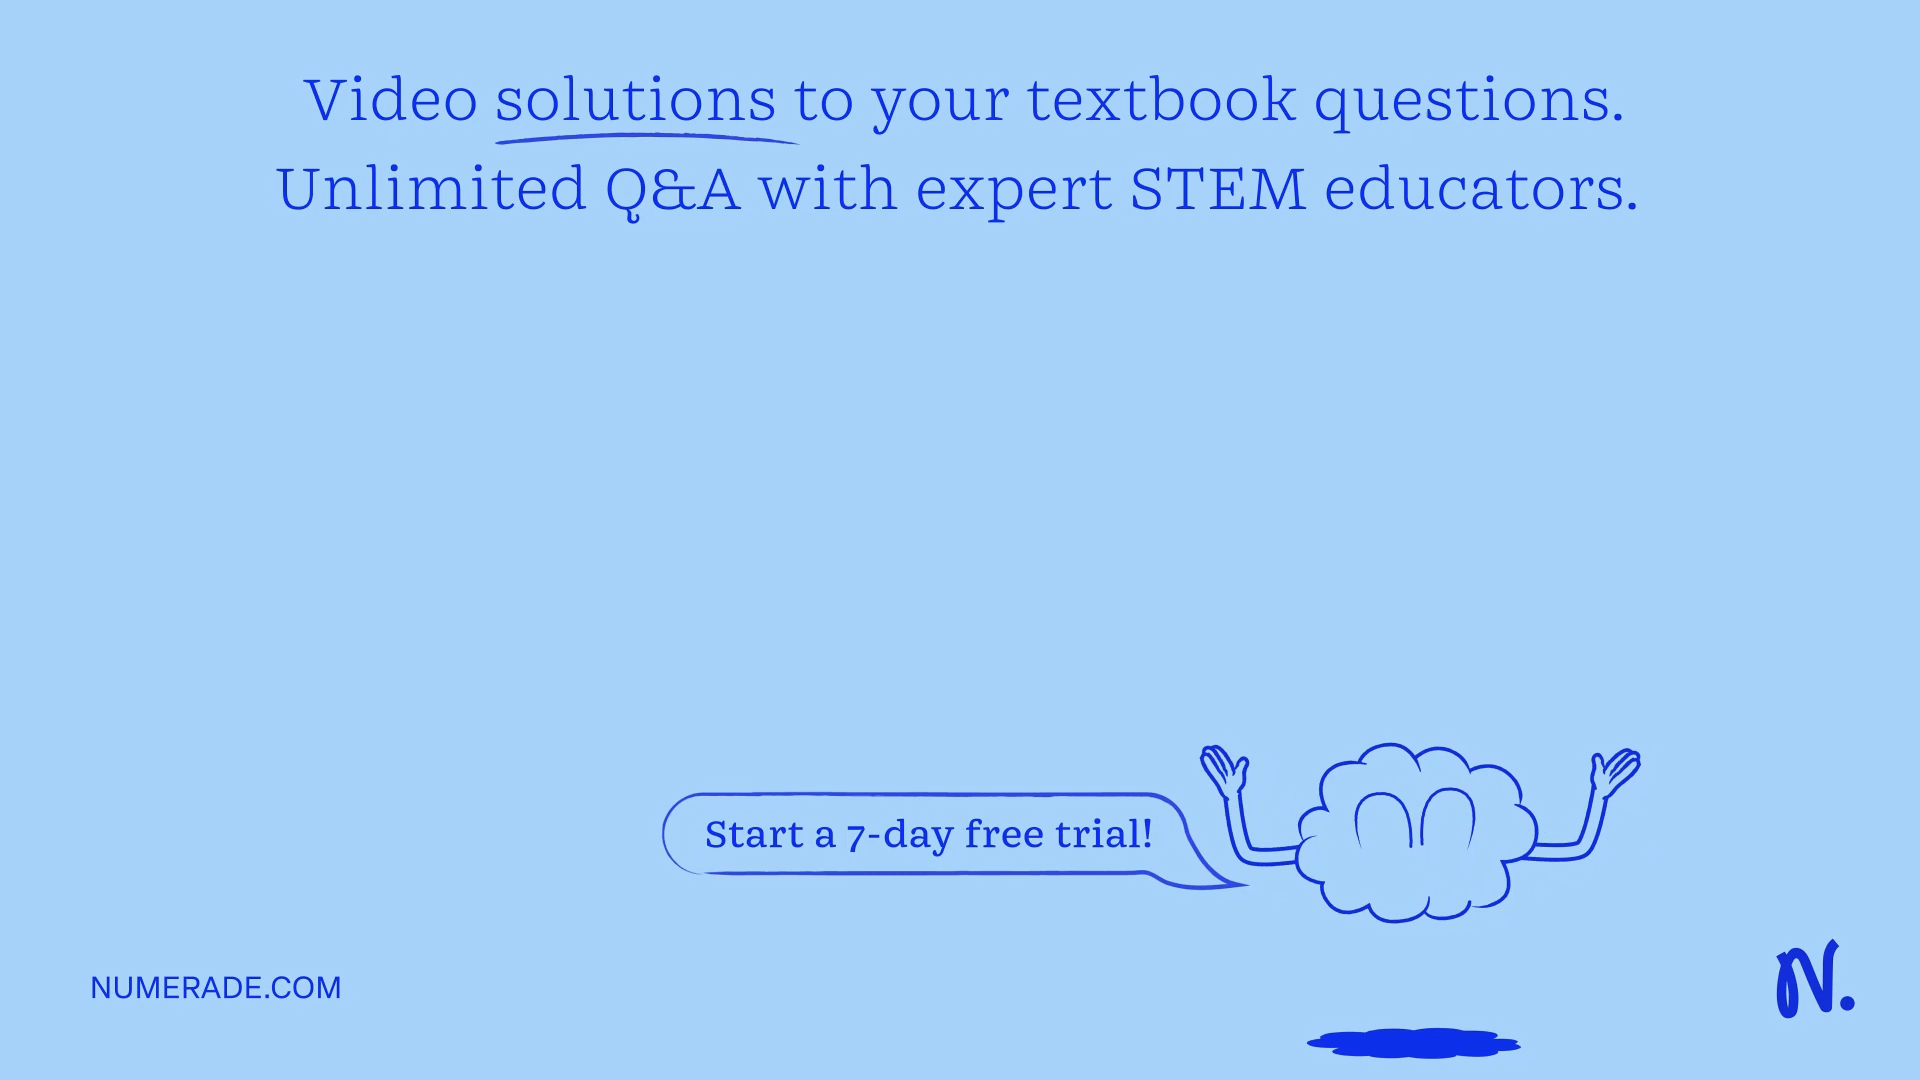 Video solutions to your textbook questions.
Unlimited Q&A with expert STEM educators.
Start a 7-day free trial!
NUMERADE.COM
N.